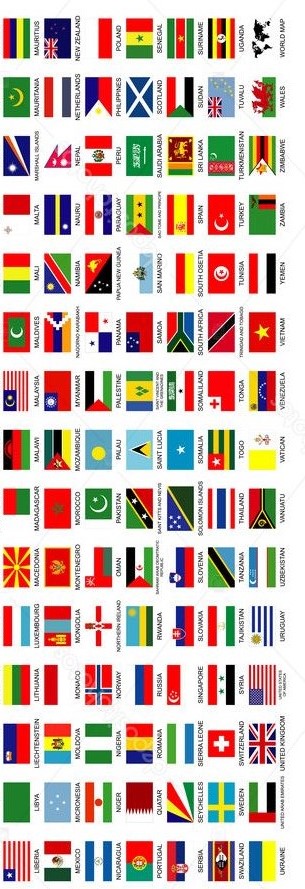 LIBERIA
LIBYA
LIECHTENSTEIN
LITHUANIA
LUXEMBOURG
MACEDONIA
MADAGASCAR
MALAWI
MALAYSIA
MALDIVES
MALI
MALTA
MARSHALL ISLANDS
MAURITANIA
MAURITIUS
MEXICO
MICRONESIA
MOLDOVA
MONACO
MONGOLIA
MONTENEGRO
MOROCCO
MOZAMBIQUE
MYANMAR
NAGORNO KARABAKH
NAMIBIA
NAURU
NEPAL
NETHERLANDS
NEW ZEALAND
NICARAGUA
NIGER
NIGERIA
NORWAY
NORTHERN IRELAND
OMAN
PAKISTAN
PALAU
PALESTINE
PANAMA
PAPUA NEW GUINEA
PARAGUAY
PERU
PHILIPPINES
POLAND
PORTUGAL
QATAR
ROMANIA
RUSSIA
RWANDA
SAHARAWI ARAB DEMOCRATIC
REPUBLIC
SAINT KITTS AND NEVIS
SAINT LUCIA
SAINT VINCENT AND
THE GRENADINES
SAMOA
SAN MARINO
SAO TOME AND PRINCIPE
SAUDI ARABIA
SCOTLAND
SENEGAL
SERBIA
SEYCHELLES
SIERRA LEONE
SINGAPORE
SLOVAKIA
SLOVENIA
SOLOMON ISLANDS
SOMALIA
SOMALILAND
SOUTH AFRICA
SOUTH OSETIA
SPAIN
SRI LANKA
SUDAN
SURINAME
SWAZILAND
SWEDEN
SWITZERLAND
SYRIA
TAJIKISTAN
TANZANIA
THAILAND
TOGO
TONGA
TRINIDAD AND TOBAGO
TUNISIA
TURKEY
TURKMENISTAN
TUVALU
UGANDA
UKRAINE
UNITED ARAB EMIRATES
UNITED KINGDOM
UNITED STATES
OF AMERICA
URUGUAY
UZBEKISTAN
VANUATU
VATICAN
VENEZUELA
VIETNAM
YEMEN
ZAMBIA
ZIMBABWE
WALES
WORLD MAP